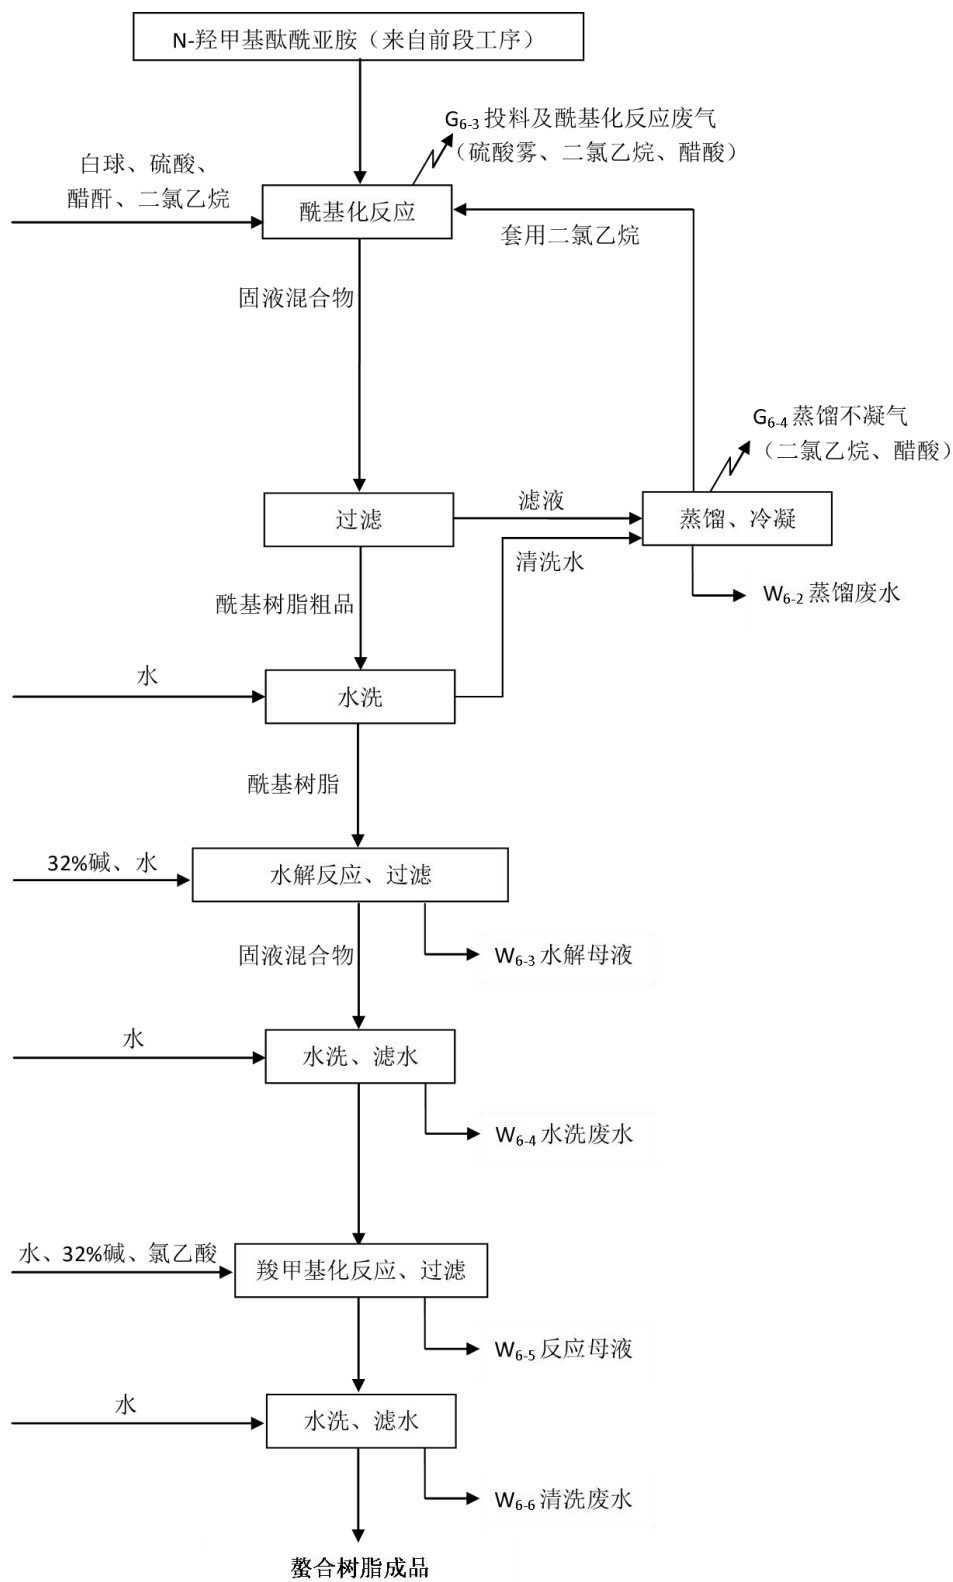 N-羟甲基酞酰亚胺（来自前段工序）
G6-3 投料及酰基化反应废气
（硫酸雾、二氯乙烷、醋酸）
白球、硫酸、
醋酐、二氯乙烷
酰基化反应
套用二氯乙烷
固液混合物
G6-4 蒸馏不凝气
（二氯乙烷、醋酸）
过滤
滤液
蒸馏、冷凝
清洗水
W6-2 蒸馏废水
酰基树脂粗品
水
水洗
酰基树脂
32%碱、水
水解反应、过滤
固液混合物
W6-3 水解母液
水
水洗、滤水
W6-4 水洗废水
水、32%碱、氯乙酸
羧甲基化反应、过滤
W6-5 反应母液
水
水洗、滤水
W6-6 清洗废水
螯合树脂成品